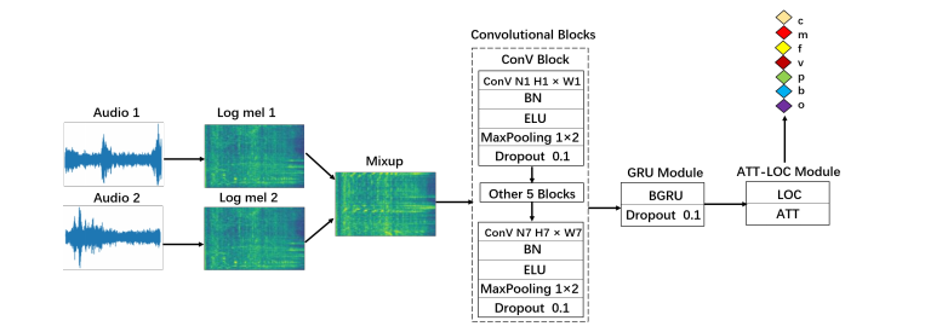 Audio 1
Audio 2
Log mel 1
Log mel 2
Mixup
Convolutional Blocks
ConV Block
ConV N1 H1 × W1
BN
ELU
MaxPooling 1×2
Dropout 0.1
Other 5 Blocks
ConV N7 H7 × W7
BN
ELU
MaxPooling 1×2
Dropout 0.1
GRU Module
BGRU
Dropout 0.1
ATT-LOC Module
LOC
ATT
c
m
f
v
p
b
o